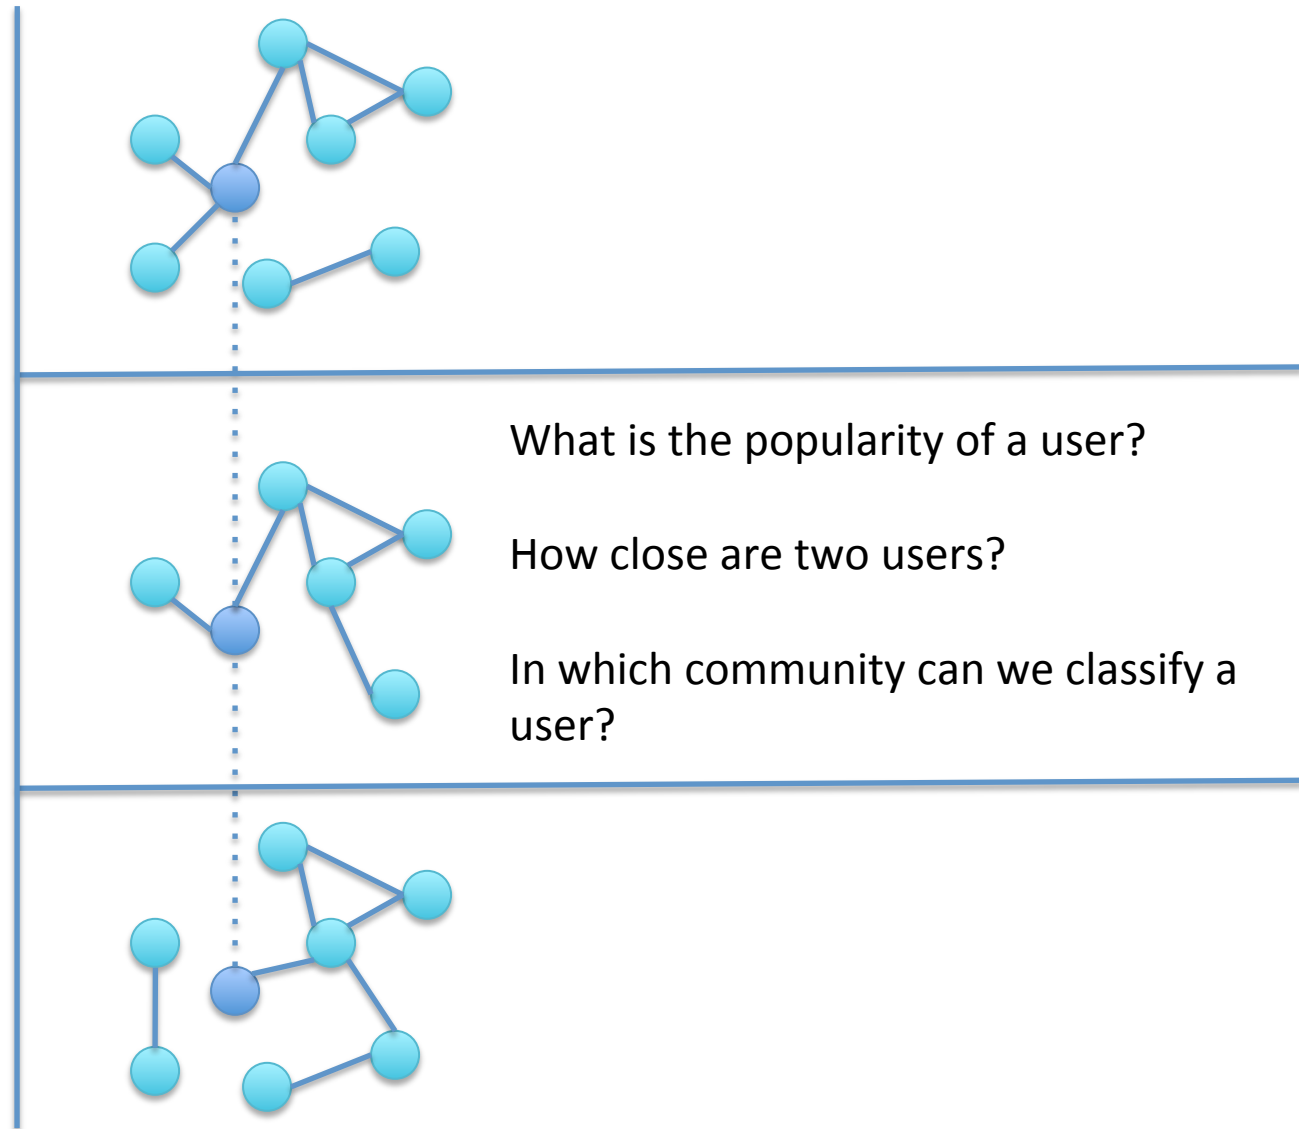 What is the popularity of a user?
How close are two users?
In which community can we classify a
user?